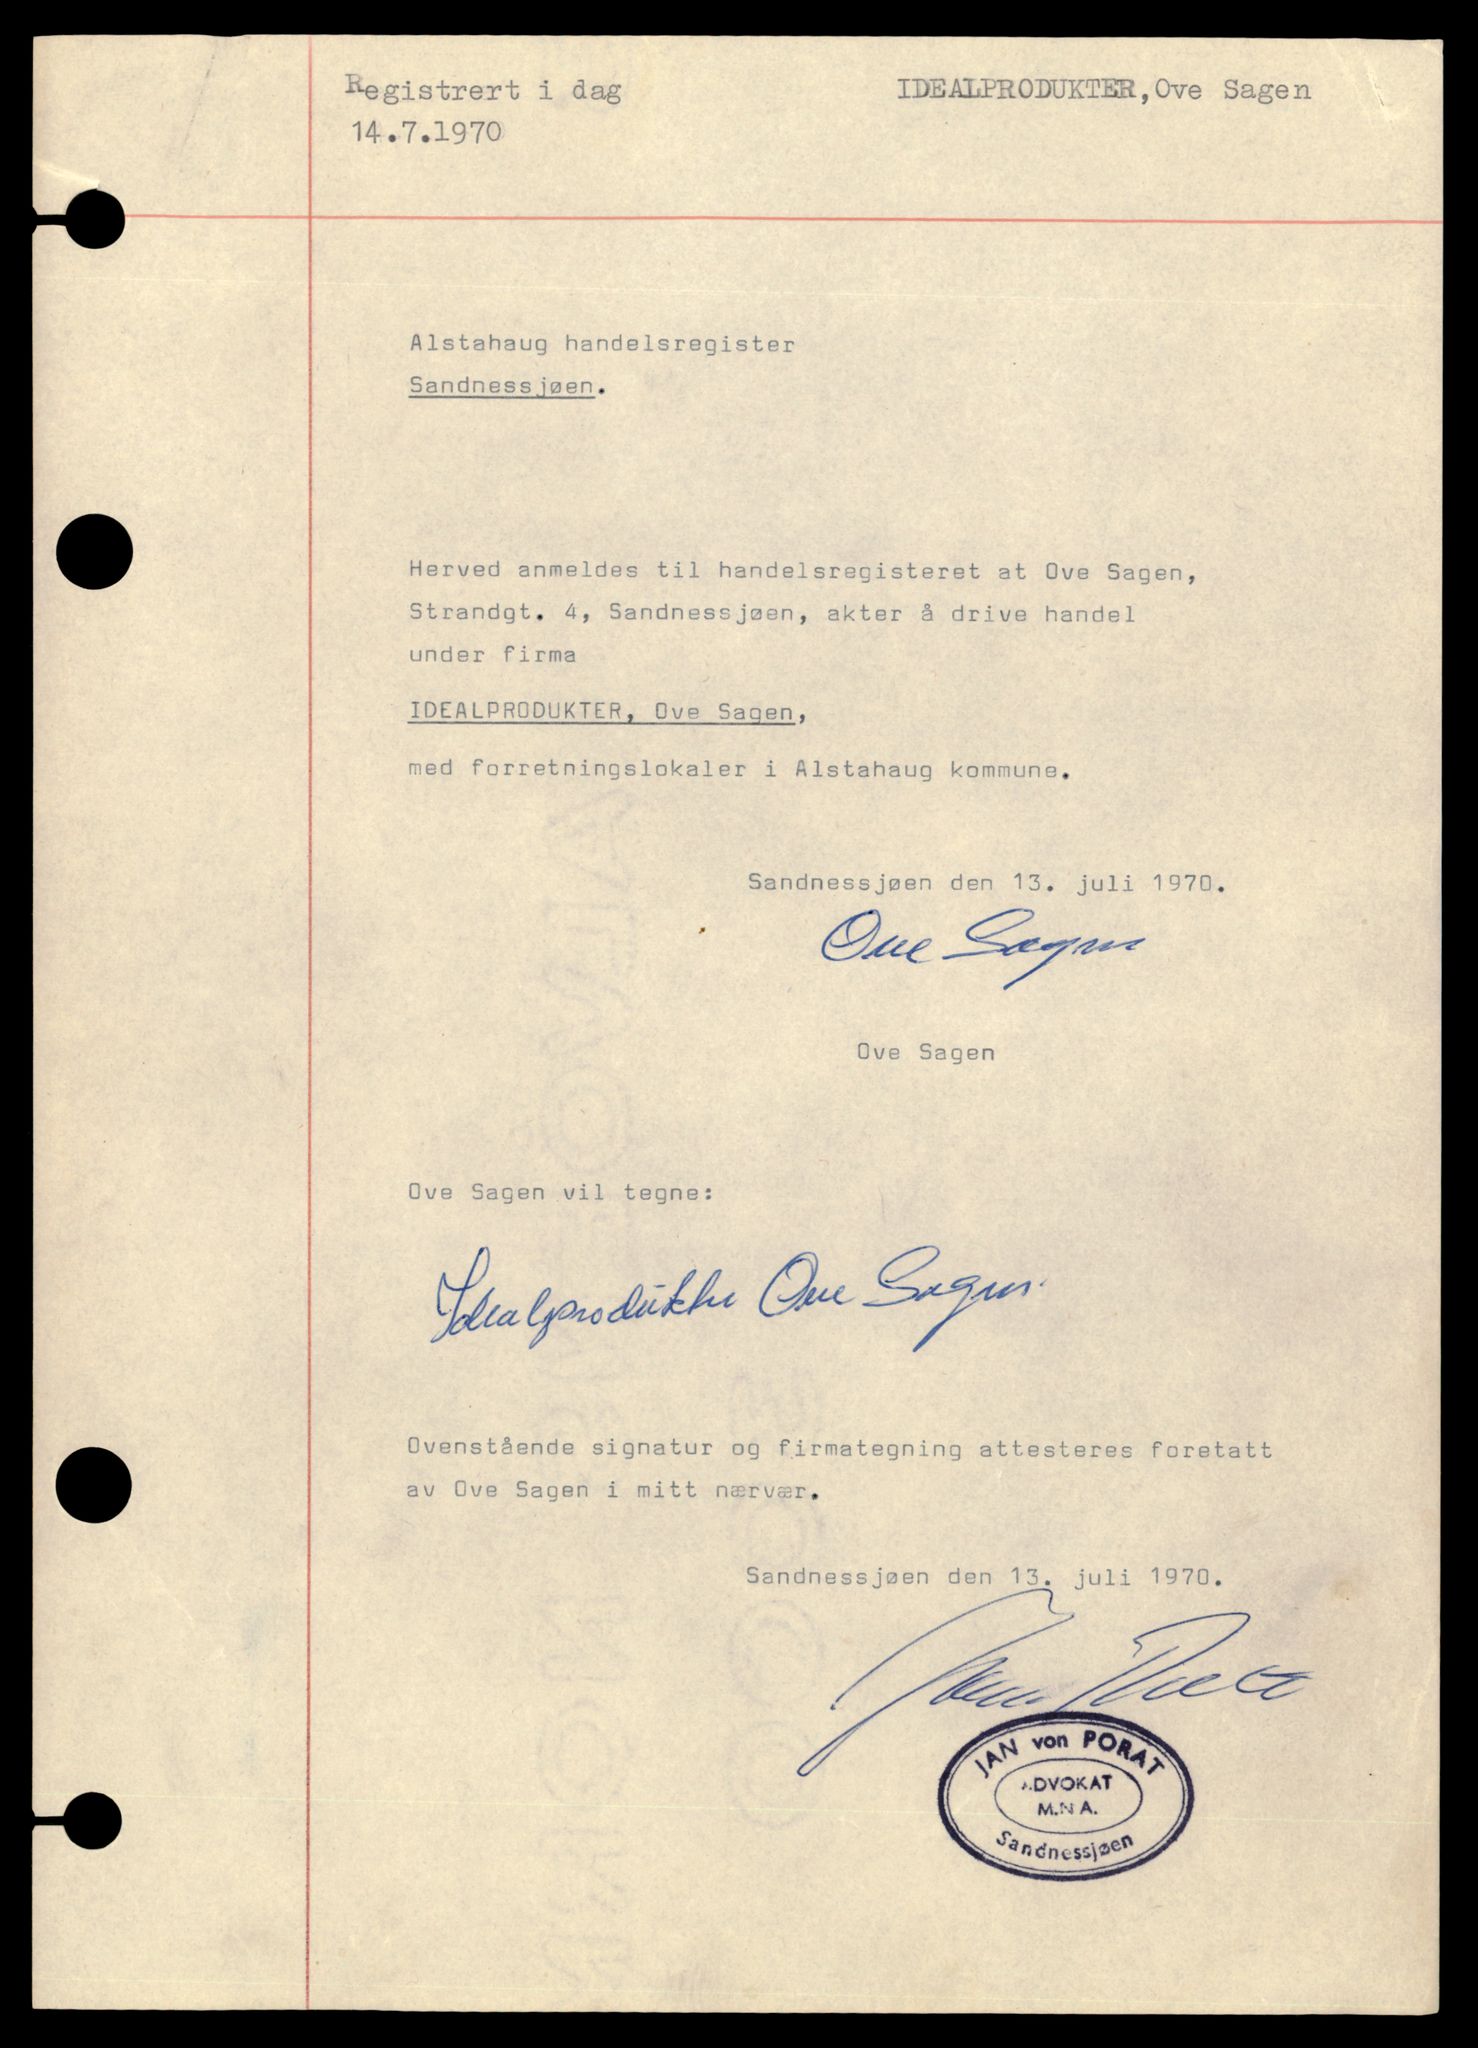 Registrert i dag
14.7.1970
IDEALPRODUKTER, Ove Sagen
Alstahaug handelsregister
Sandnessjøen.
Herved anmeldes til handelsregisteret at Ove Sagen,
Strandgt. 4, Sandnessjøen, akter å drive handel
under firma
IDEALPRODUKTER, Ove Sagen,
med forretningslokaler i Alstahaug kommune.
Sandnessjøen den 13. juli 1970.
Ove Sagen
Ove Sagen
Ove Sagen vil tegne:
Idealprodukter Ove Sagen.
Ovenstående signatur og firmategning attesteres foretatt
av Ove Sagen i mitt nærvær.
Sandnessjøen den 13. juli 1970.
JAN von PORAT
ADVOKAT
M.N.A.
Sandnessjøen